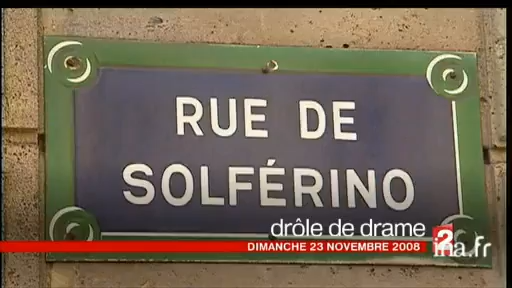 RUE DE
SOLFÉRINO
drôle de drame
DIMANCHE 23 NOVEMBRE 2008
2
ina.fr